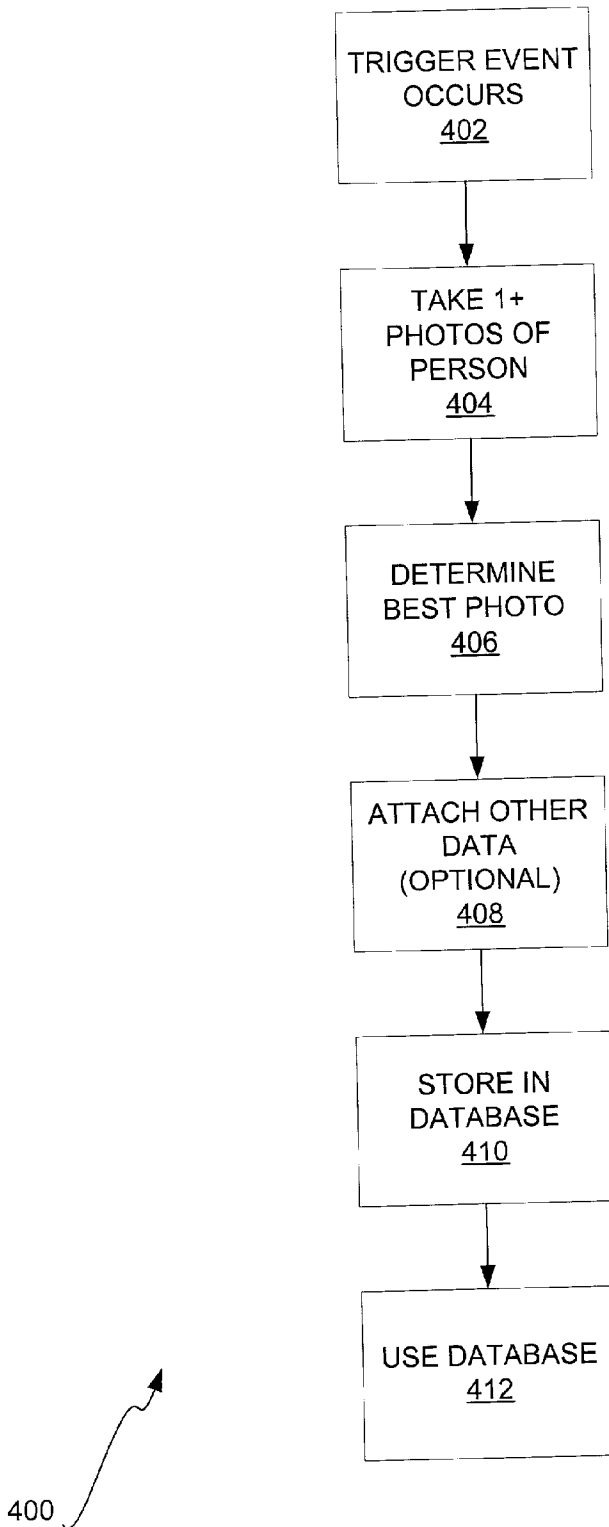 TRIGGER EVENT
OCCURS
402
TAKE 1+
PHOTOS OF
PERSON
404
DETERMINE
BEST PHOTO
406
ATTACH OTHER
DATA
(OPTIONAL)
408
STORE IN
DATABASE
410
USE DATABASE
412
400